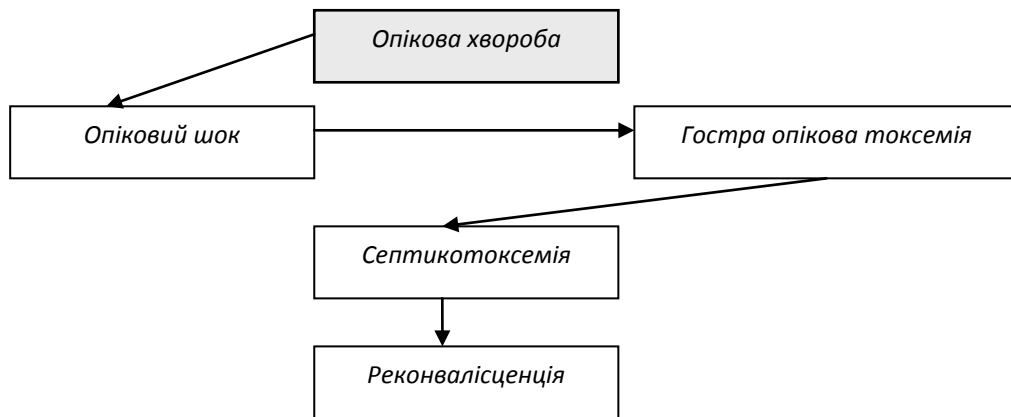 Опікова хвороба
Опіковий шок
Гостра опікова токсемія
Септикотоксемія
Реконвалісценція